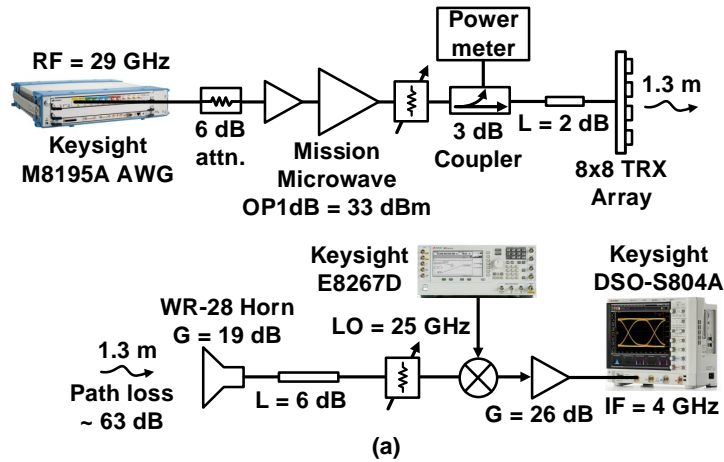 RF = 29 GHz
Keysight
M8195A AWG
6 dB
attn.
Mission
Microwave
OP1dB = 33 dBm
Power
meter
3 dB
Coupler
L = 2 dB
1.3 m
8x8 TRX
Array
1.3 m
Path loss
~ 63 dB
WR-28 Horn
G = 19 dB
L = 6 dB
Keysight
E8267D
LO = 25 GHz
G = 26 dB
Keysight
DSO-S804A
IF = 4 GHz
(a)